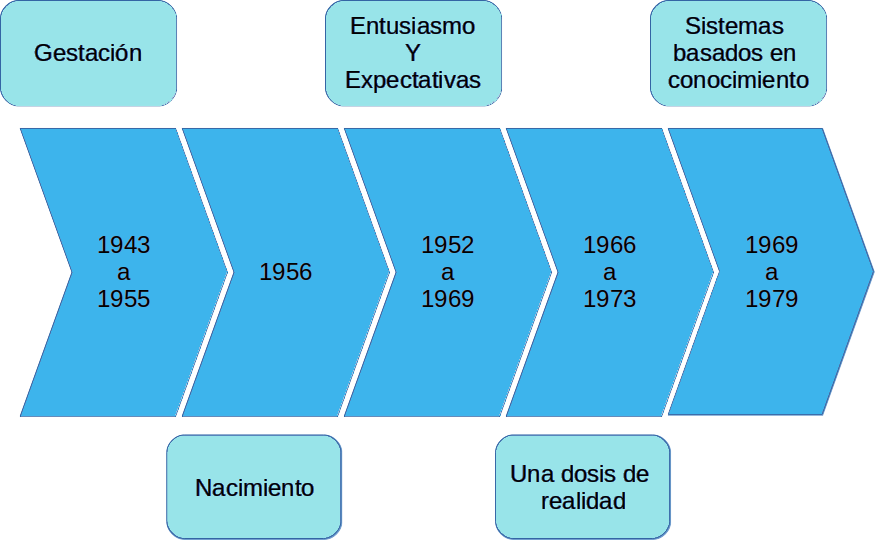 Gestación
Entusiasmo
Y
Expectativas
Sistemas
basados en
conocimiento
1943
a
1955
1956
1952
a
1969
1966
a
1973
1969
a
1979
Nacimiento
Una dosis de
realidad